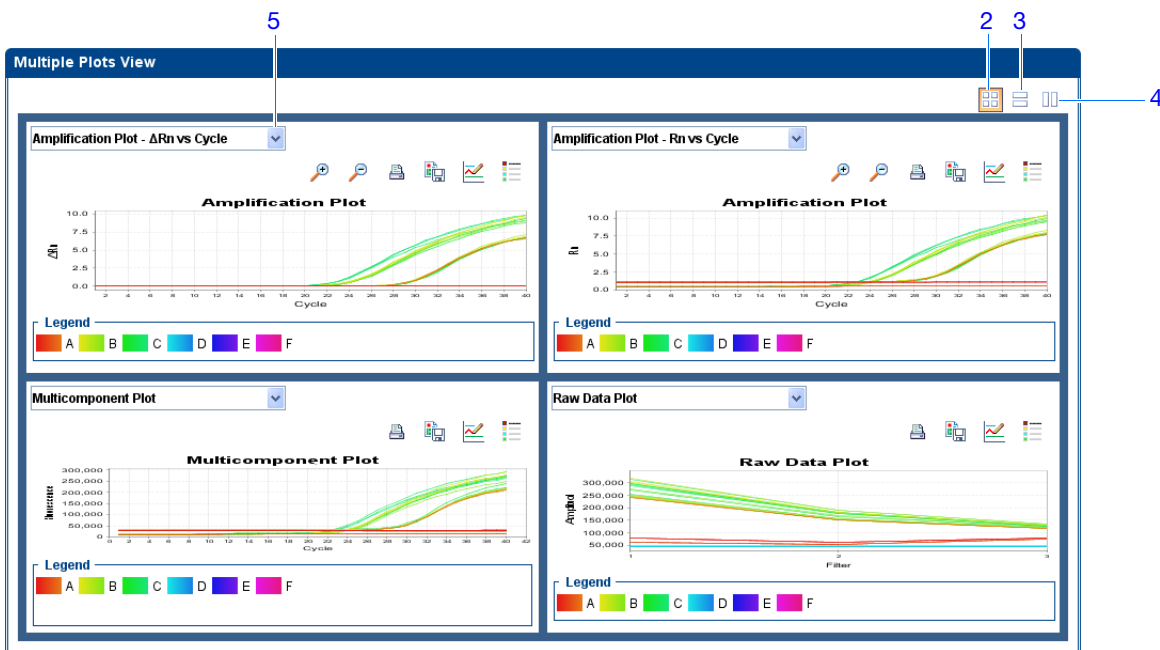 5 2 3
Multiple Plots View
4
Amplification Plot - ΔRn vs Cycle
Amplification Plot
ΔRn
10.0
7.5
5.0
2.5
0.0
2 4 6 8 10 12 14 16 18 20 22 24 26 28 30 32 34 36 38 40
Cycle
Legend
A B C D E F
Amplification Plot - Rn vs Cycle
Amplification Plot
Rn
10.0
7.5
5.0
2.5
0.0
2 4 6 8 10 12 14 16 18 20 22 24 26 28 30 32 34 36 38 40
Cycle
Legend
A B C D E F
Multicomponent Plot
Multicomponent Plot
Fluorescence
300,000
250,000
200,000
150,000
100,000
50,000
0
0 2 4 6 8 10 12 14 16 18 20 22 24 26 28 30 32 34 36 38 40 42
Cycle
Legend
A B C D E F
Raw Data Plot
Raw Data Plot
300,000
250,000
200,000
150,000
100,000
50,000
1 2 3
Filter
Legend
A B C D E F